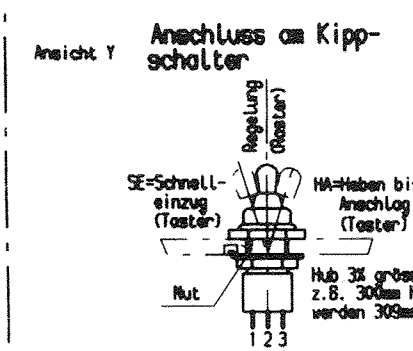 Ansicht Y
Anschluss am Kipp-
schalter
Regelung
(Raster)
SE=Schnell-
einzug
(Taster)
HA=Heben bis
Anschlag
(Taster)
Nut
Hub 3% gröss
z.B. 300mm H
werden 309mm
1 2 3